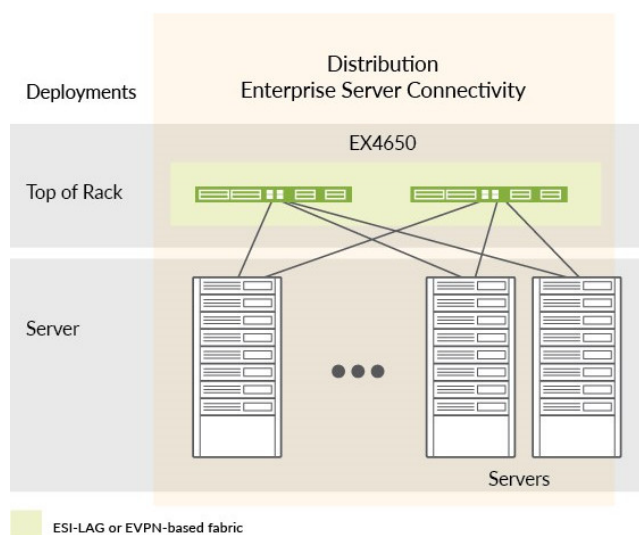 Distribution
Enterprise Server Connectivity
Deployments
EX4650
Top of Rack
Server
Servers
ESI-LAG or EVPN-based fabric